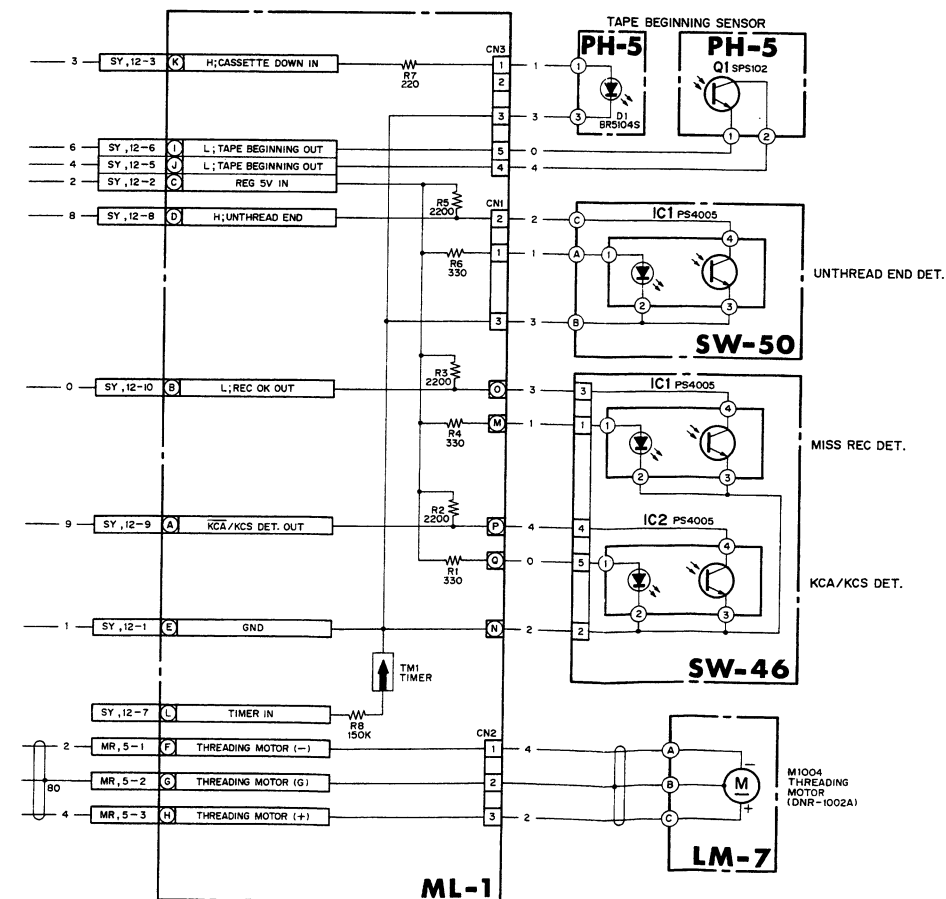 TAPE BEGINNING SENSOR
PH-5
PH-5
Q1 SPS102
D1
BR5104S
1
3
1
2
CN3
3 SY,12-3 K H;CASSETTE DOWN IN
R7
220
1 1
2
3 3
6 SY,12-6 I L;TAPE BEGINNING OUT 5 0
4 SY,12-5 J L;TAPE BEGINNING OUT 4 4
2 SY,12-2 C REG 5V IN
R5
2200
CN1
8 SY,12-8 D H;UNTHREAD END 2 2 C
R6
330
1 1 A
3 3 B
IC1 PS4005
4
1
2
3
UNTHREAD END DET.
SW-50
R3
2200
0 SY,12-10 B L;REC OK OUT O 3 3
R4
330
M 1 1
IC1 PS4005
4
1
2
3
MISS REC DET.
R2
2200
9 SY,12-9 A KCA/KCS DET. OUT P 4 4
R1
330
Q 0 5
IC2 PS4005
4
1
2
3
KCA/KCS DET.
1 SY,12-1 E GND N 2 2
SW-46
TM1
TIMER
SY,12-7 L TIMER IN
R8
150K
CN2
2 MR,5-1 F THREADING MOTOR (−) 1 4 A
80 MR,5-2 G THREADING MOTOR (G) 2 B
4 MR,5-3 H THREADING MOTOR (+) 3 2 C
−
M
+
M1004
THREADING
MOTOR
(DNR-1002A)
LM-7
ML-1